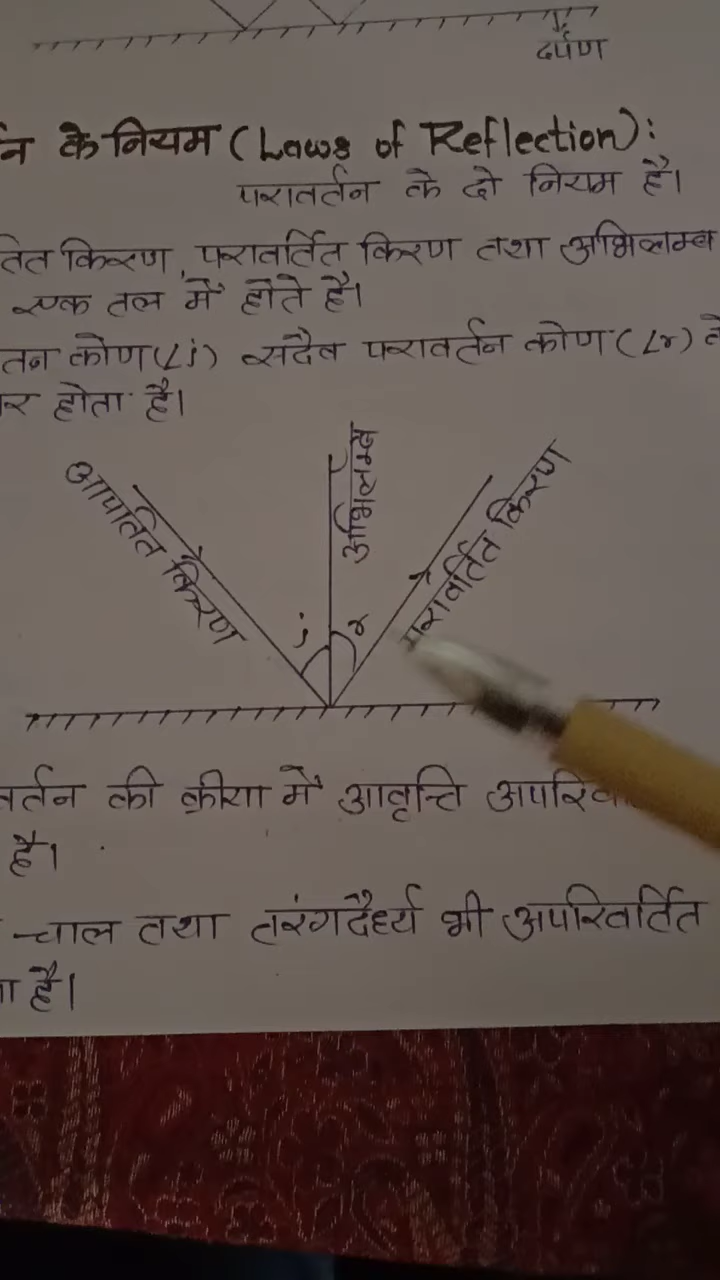 दर्पण
के नियम (Laws of Reflection):
परावर्तन के दो नियम है।
किरण, परावर्तित किरण तथा अभिलम्ब
एक तल में होते है।
कोण (∠i) सदैव परावर्तन कोण (∠r)
होता है।
आपतित किरण
अभिलम्ब
परावर्तित किरण
i
r
की क्रीया में आवृत्ति
है।
चाल तथा तरंगदैर्ध्य भी अपरिवर्तित
है।